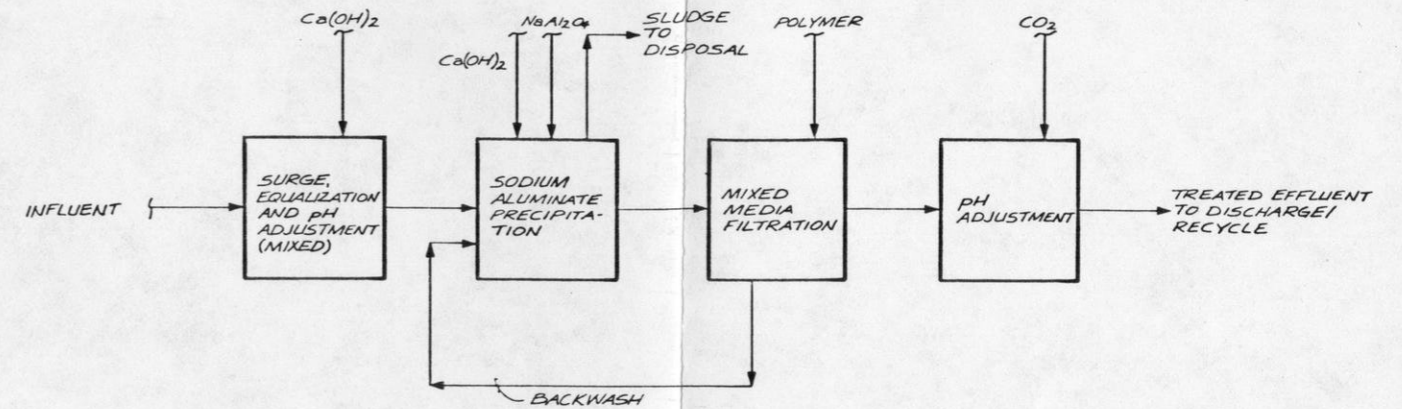 Ca(OH)2
NaAl2O4
Ca(OH)2
SLUDGE
TO
DISPOSAL
POLYMER
CO2
INFLUENT
SURGE,
EQUALIZATION
AND pH
ADJUSTMENT
(MIXED)
SODIUM
ALUMINATE
PRECIPITA-
TION
MIXED
MEDIA
FILTRATION
pH
ADJUSTMENT
TREATED EFFLUENT
TO DISCHARGE/
RECYCLE
BACKWASH